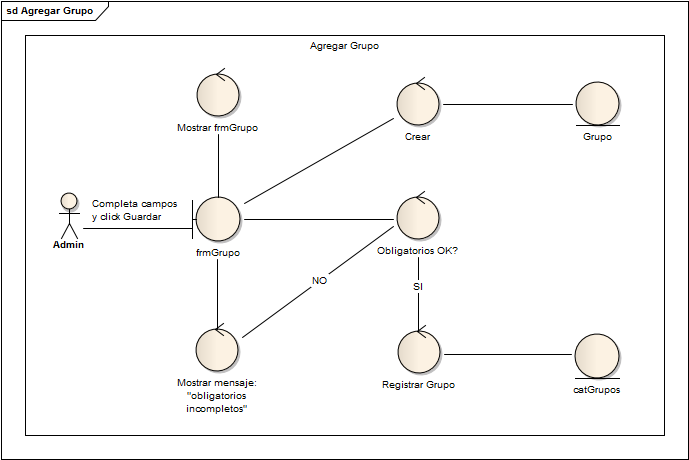 sd Agregar Grupo
Agregar Grupo
Mostrar frmGrupo
Crear
Grupo
Completa campos
y click Guardar
Admin
frmGrupo
Obligatorios OK?
NO
SI
Mostrar mensaje:
"obligatorios
incompletos"
Registrar Grupo
catGrupos